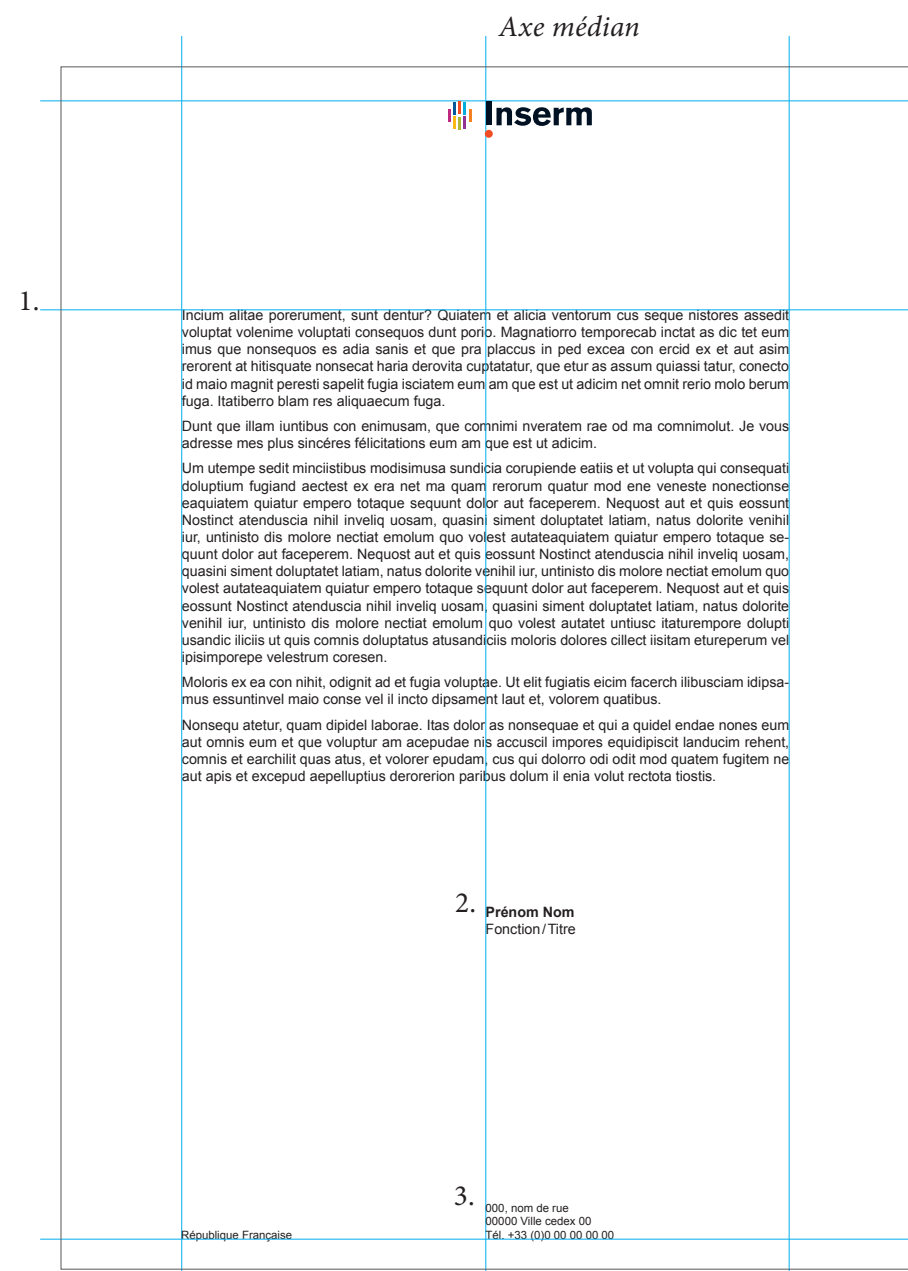 Axe médian
Inserm
1.
Incium alitae porerument, sunt dentur? Quiatem et alicia ventorum cus seque nistores assedit
voluptat volenime voluptati consequos dunt porio. Magnatiorro temporecab inctat as dic tet eum
imus que nonsequos es adia sanis et que pra placcus in ped excea con ercid ex et aut asim
rerorent at hitisquate nonsecat haria derovita cuptatatur, que etur as assum quiassi tatur, conecto
id maio magnit peresti sapelit fugia isciatem eum am que est ut adicim net omnit rerio molo berum
fuga. Itatiberro blam res aliquaecum fuga.
Dunt que illam iuntibus con enimusam, que comnimi nveratem rae od ma comnimolut. Je vous
adresse mes plus sincéres félicitations eum am que est ut adicim.
Um utempe sedit minciistibus modisimusa sundicia corupiende eatiis et ut volupta qui consequati
doluptium fugiand aectest ex era net ma quam rerorum quatur mod ene veneste nonectionse
eaquiatem quiatur empero totaque sequunt dolor aut faceperem. Nequost aut et quis eossunt
Nostinct atenduscia nihil inveliq uosam, quasini siment doluptatet latiam, natus dolorite venihil
iur, untinisto dis molore nectiat emolum quo volest autateaquiatem quiatur empero totaque se-
quunt dolor aut faceperem. Nequost aut et quis eossunt Nostinct atenduscia nihil inveliq uosam,
quasini siment doluptatet latiam, natus dolorite venihil iur, untinisto dis molore nectiat emolum quo
volest autateaquiatem quiatur empero totaque sequunt dolor aut faceperem. Nequost aut et quis
eossunt Nostinct atenduscia nihil inveliq uosam, quasini siment doluptatet latiam, natus dolorite
venihil iur, untinisto dis molore nectiat emolum quo volest autatet untiusc itaturempore dolupti
usandic iliciis ut quis comnis doluptatus atusandiciis moloris dolores cillect iisitam etureperum vel
ipisimporepe velestrum coresen.
Moloris ex ea con nihit, odignit ad et fugia voluptae. Ut elit fugiatis eicim facerch ilibusciam idipsa-
mus essuntinvel maio conse vel il incto dipsament laut et, volorem quatibus.
Nonsequ atetur, quam dipidel laborae. Itas dolor as nonsequae et qui a quidel endae nones eum
aut omnis eum et que voluptur am acepudae nis accuscil impores equidipiscit landucim rehent,
comnis et earchilit quas atus, et volorer epudam, cus qui dolorro odi odit mod quatem fugitem ne
aut apis et excepud aepelluptius derorerion paribus dolum il enia volut rectota tiostis.
2.
Prénom Nom
Fonction / Titre
3.
000, nom de rue
00000 Ville cedex 00
Tél. +33 (0)0 00 00 00 00
République Française